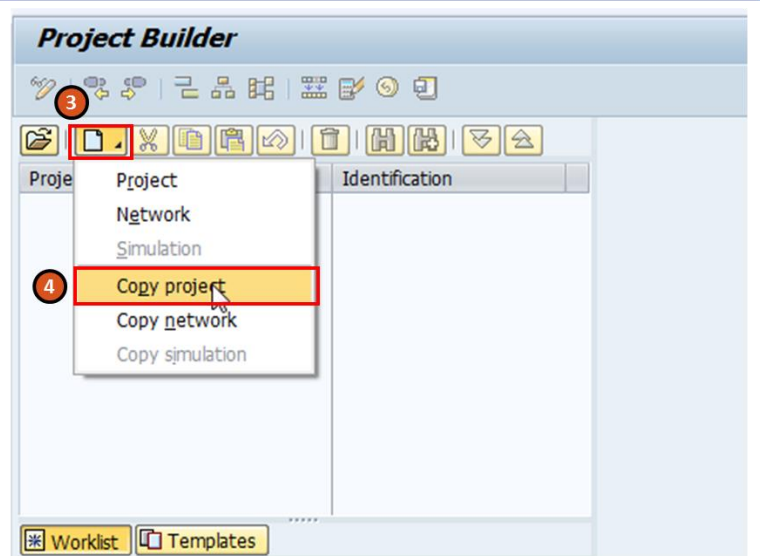 Project Builder
3
Proje
Identification
Project
Network
Simulation
4
Copy project
Copy network
Copy simulation
Worklist
Templates